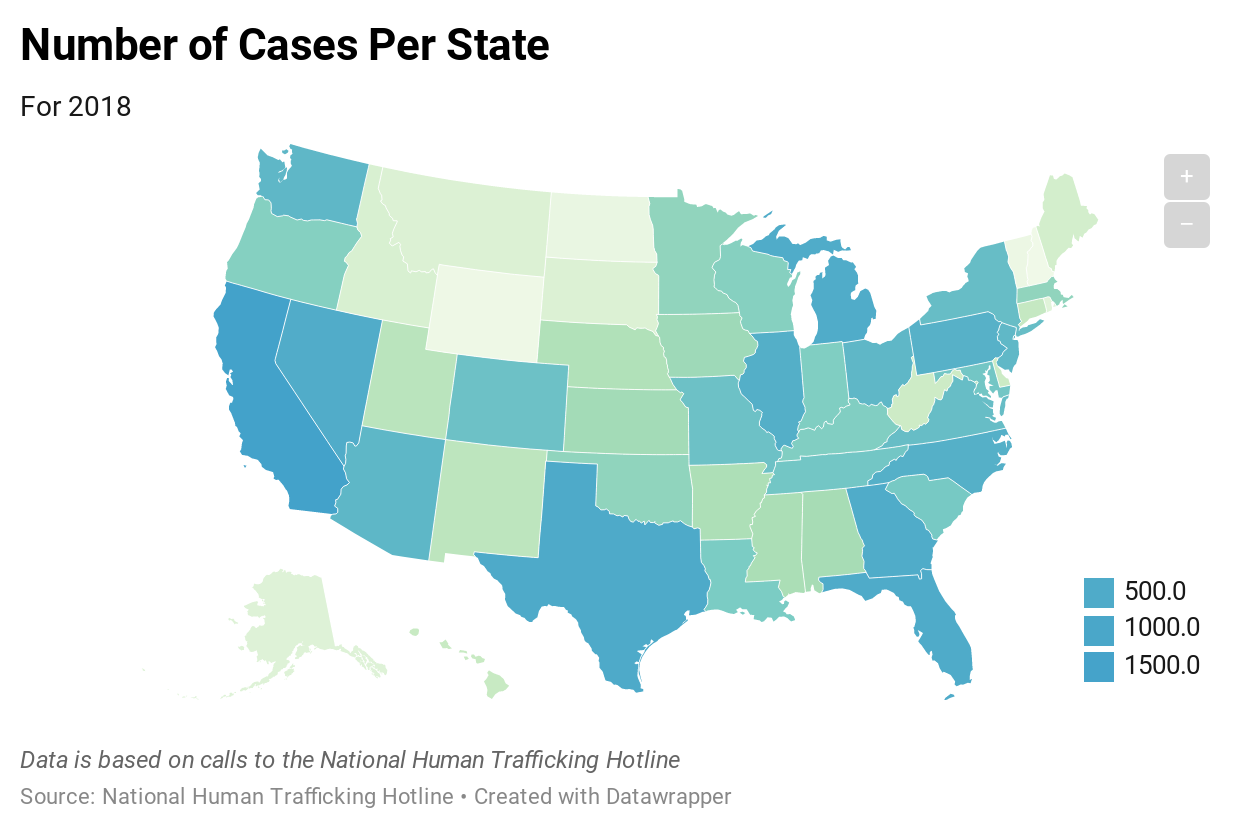 Number of Cases Per State
For 2018
+
−
500.0
1000.0
1500.0
Data is based on calls to the National Human Trafficking Hotline
Source: National Human Trafficking Hotline • Created with Datawrapper